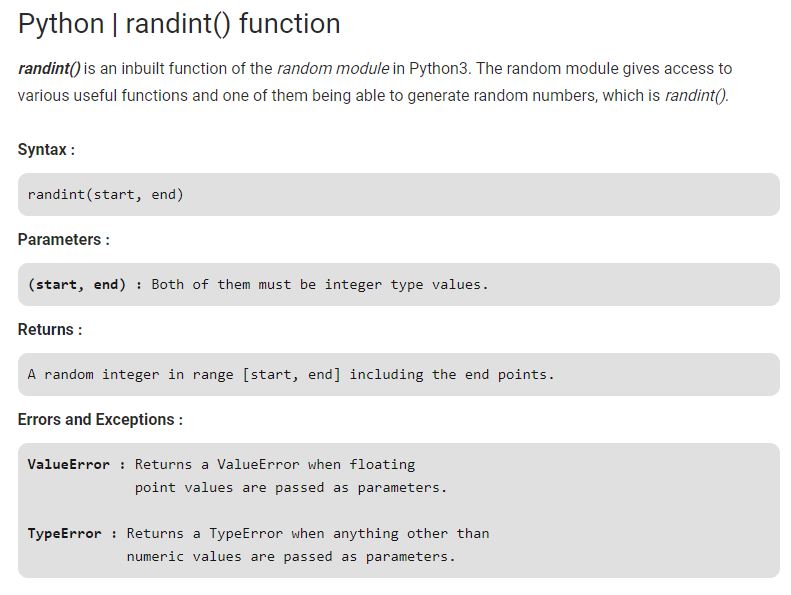 Python | randint() function
randint() is an inbuilt function of the random module in Python3. The random module gives access to
various useful functions and one of them being able to generate random numbers, which is randint().
Syntax :
randint(start, end)
Parameters :
(start, end) : Both of them must be integer type values.
Returns :
A random integer in range [start, end] including the end points.
Errors and Exceptions :
ValueError : Returns a ValueError when floating
point values are passed as parameters.
TypeError : Returns a TypeError when anything other than
numeric values are passed as parameters.